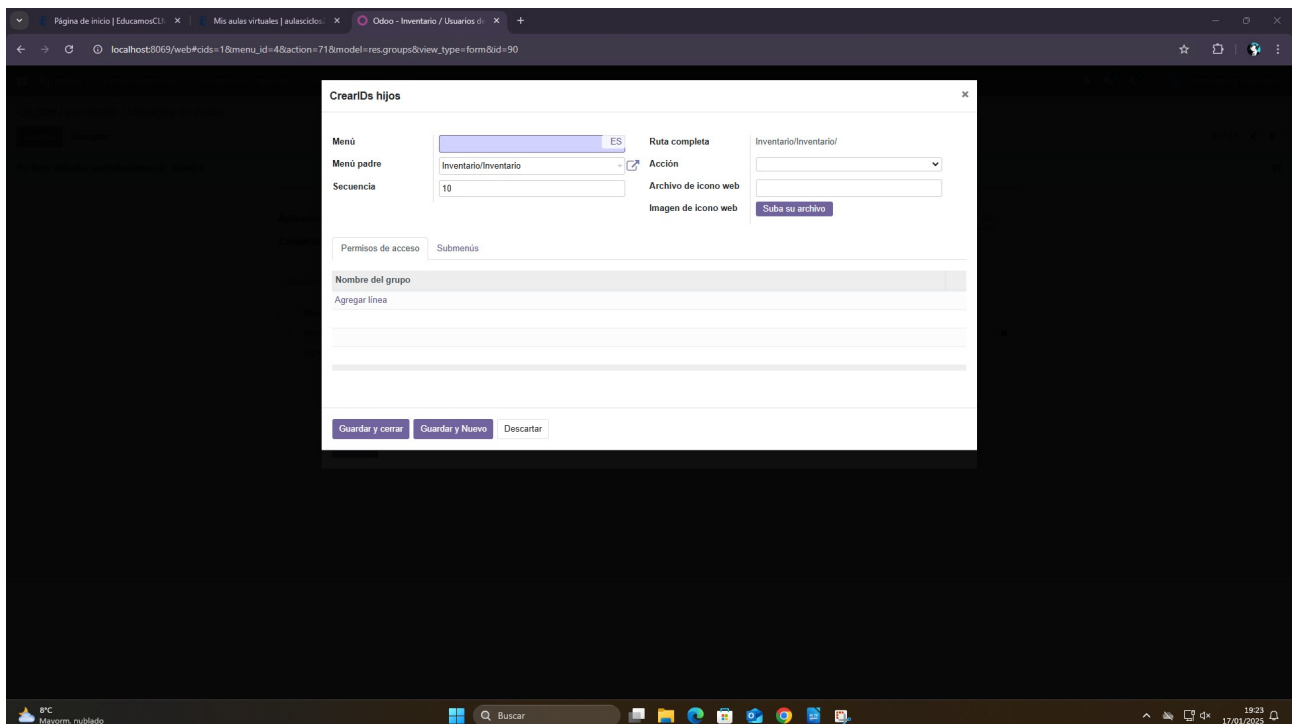 Página de inicio | EducamosCL
Mis aulas virtuales | aulasciclos
Odoo - Inventario / Usuarios de
localhost:8069/web#cids=1&menu_id=4&action=71&model=res.groups&view_type=form&id=90
CrearIDs hijos
Menú
ES
Ruta completa
Inventario/Inventario/
Menú padre
Inventario/Inventario
Acción
Secuencia
10
Archivo de icono web
Imagen de icono web
Suba su archivo
Permisos de acceso
Submenús
Nombre del grupo
Agregar línea
Guardar y cerrar
Guardar y Nuevo
Descartar
8°C
Mayorm. nublado
Buscar
19:23
17/01/2025